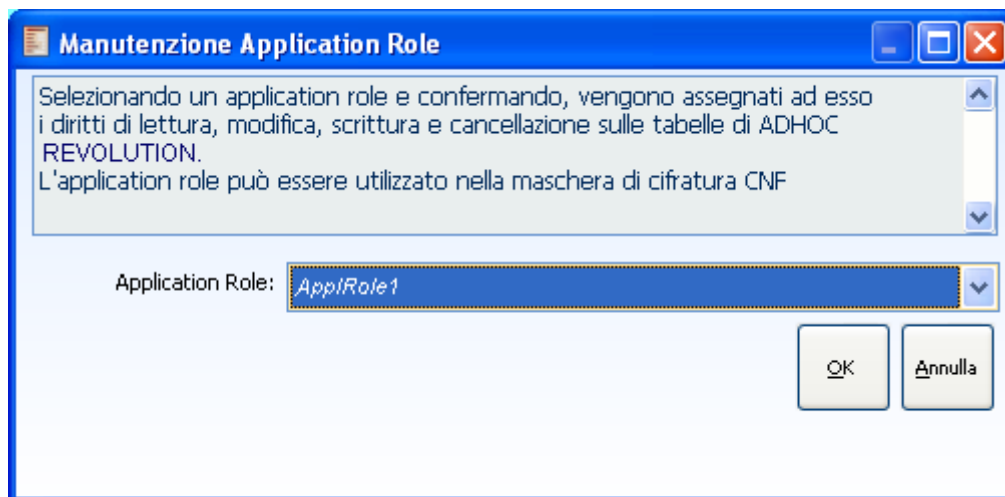 Manutenzione Application Role
Selezionando un application role e confermando, vengono assegnati ad esso
i diritti di lettura, modifica, scrittura e cancellazione sulle tabelle di ADHOC
REVOLUTION.
L'application role può essere utilizzato nella maschera di cifratura CNF
Application Role: ApplRole1
OK Annulla